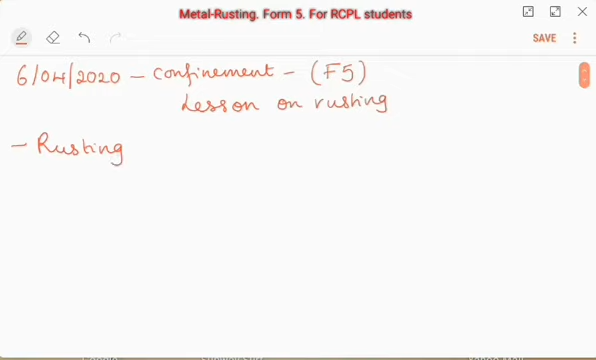 Metal-Rusting. Form 5. For RCPL students
SAVE
6/04/2020 - Confinement - (F5)
Lesson on rusting
- Rusting